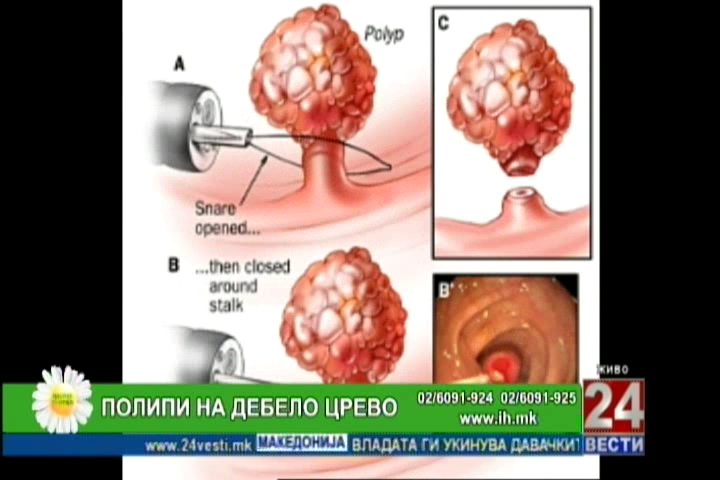 A
Polyp
C
Snare
opened...
B
...then closed
around
stalk
B'
живо
ПОЛИПИ НА ДЕБЕЛО ЦРЕВО
02/6091-924 02/6091-925
www.ih.mk
24
ВЕСТИ
www.24vesti.mk
МАКЕДОНИЈА
ВЛАДАТА ГИ УКИНУВА ДАВАЧКИТ